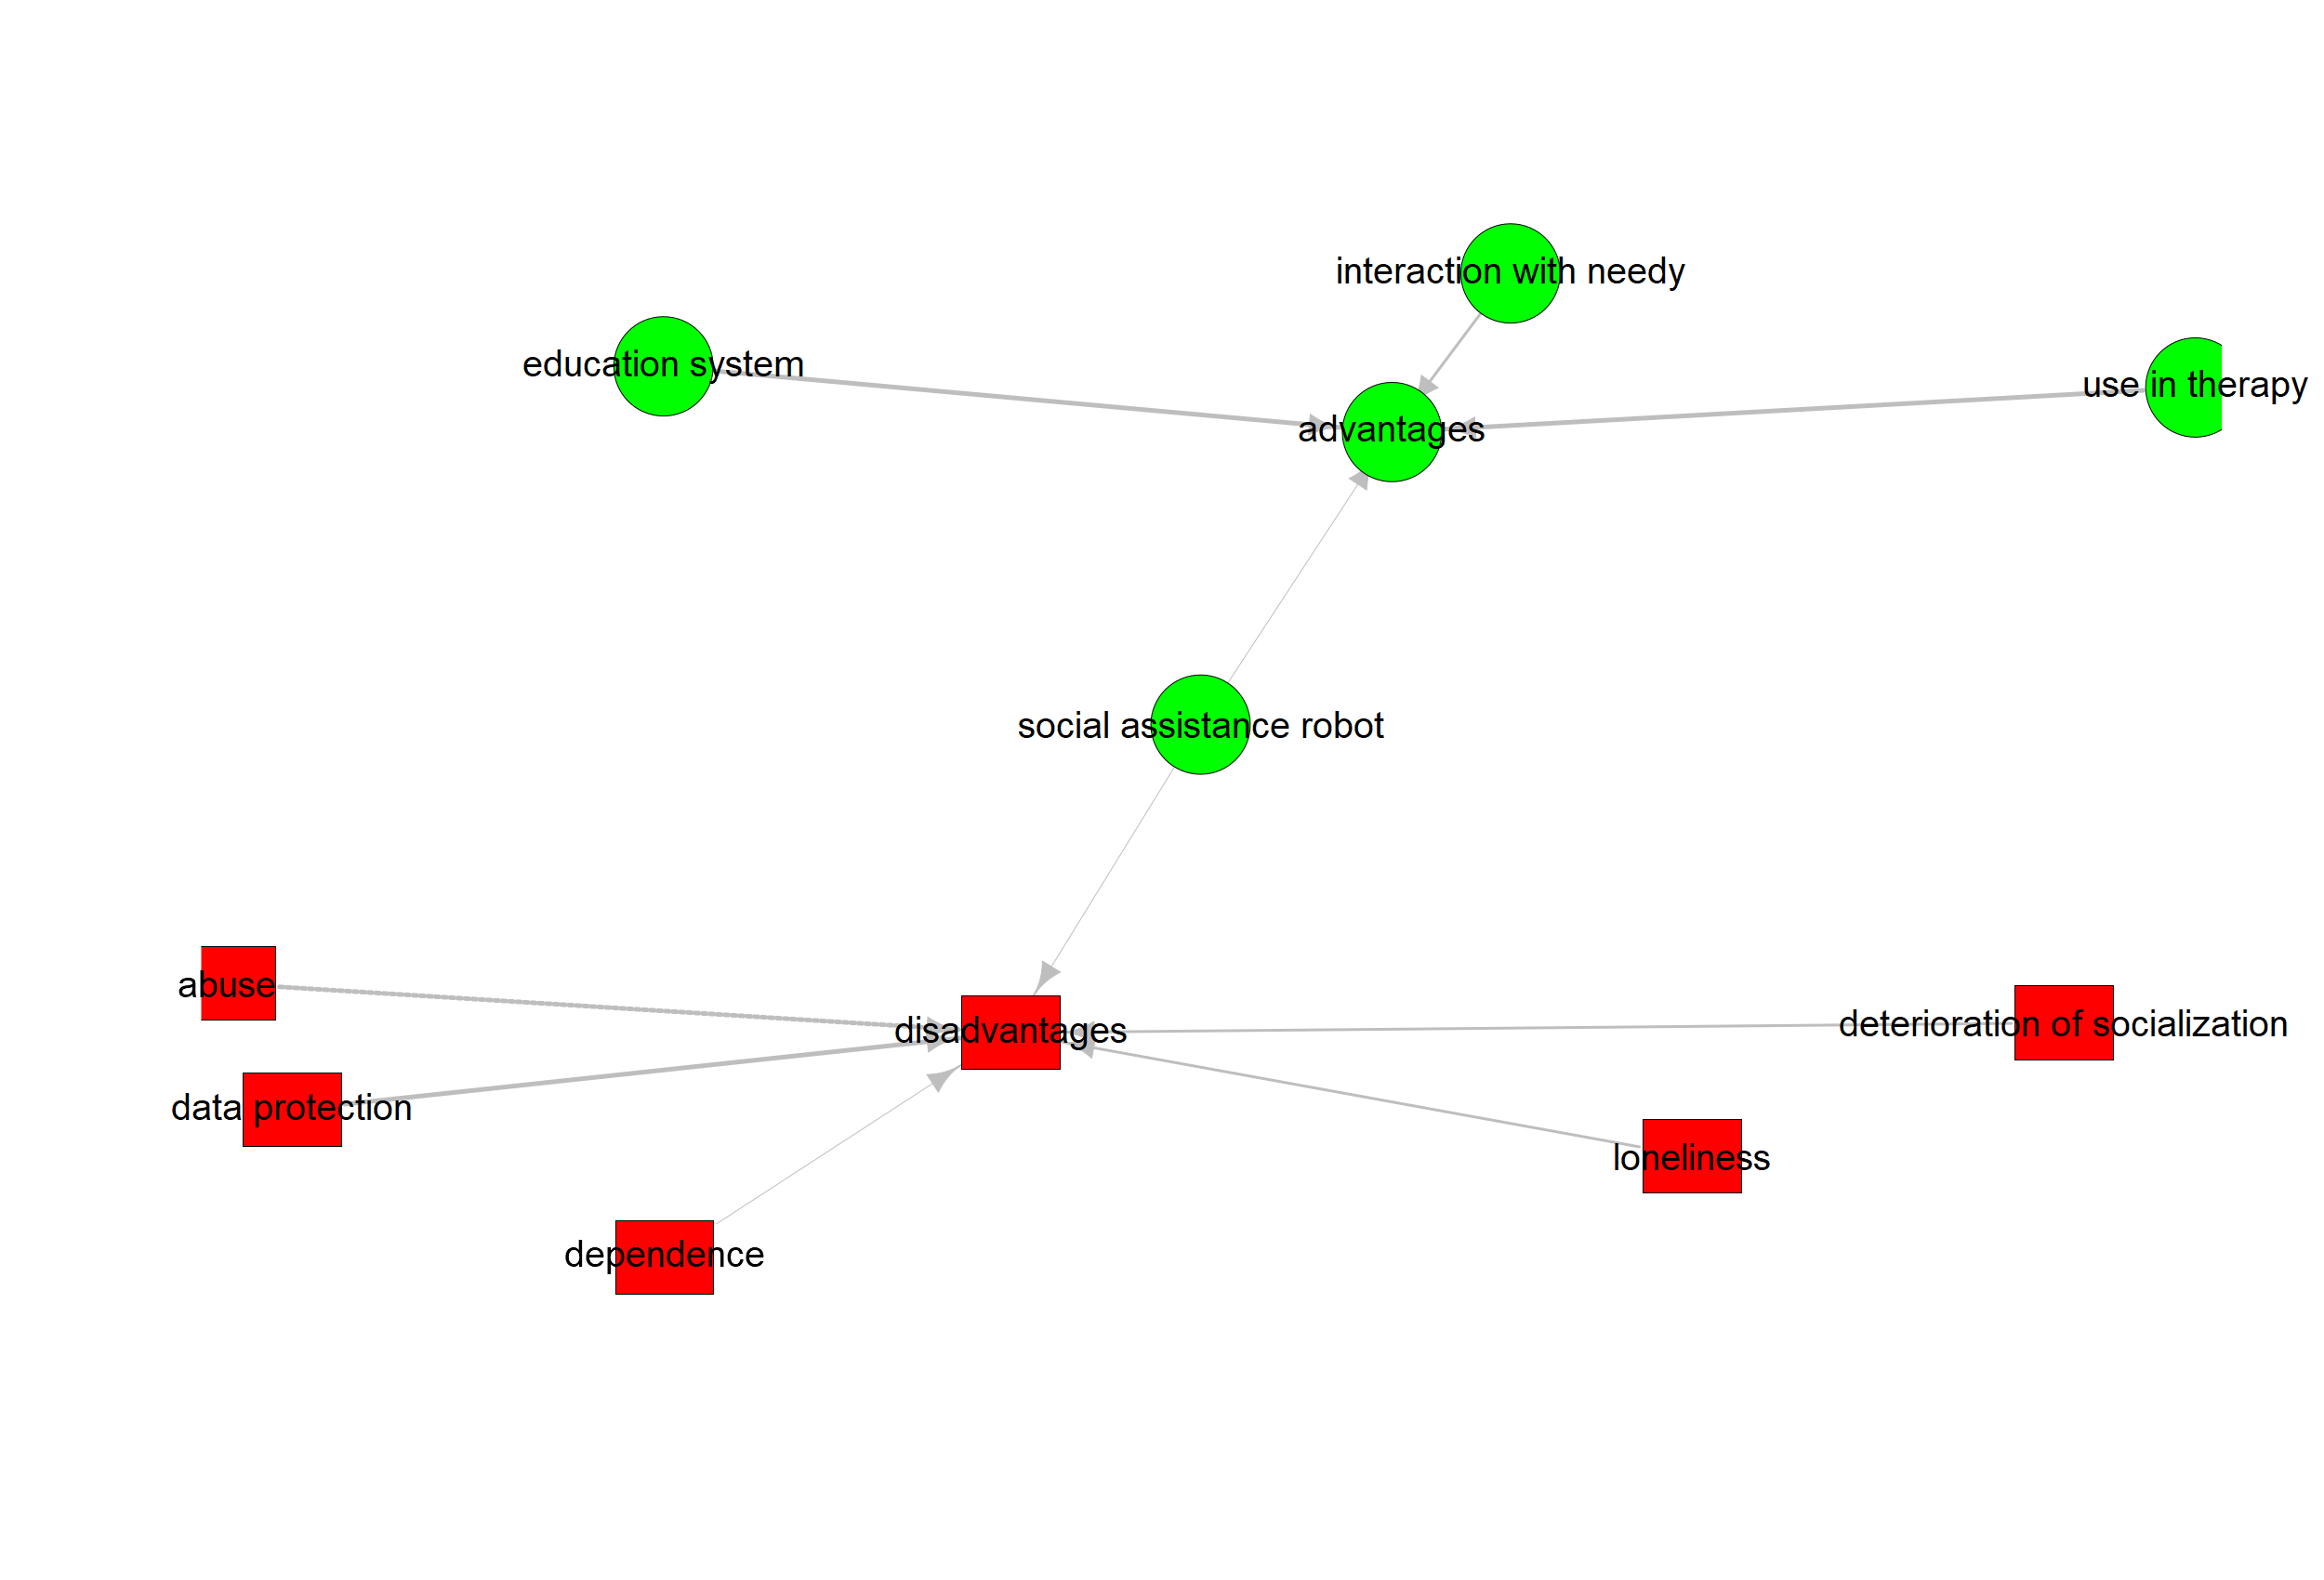 interaction with needy
education system
use in therapy
advantages
social assistance robot
abuse
disadvantages
deterioration of socialization
data protection
loneliness
dependence